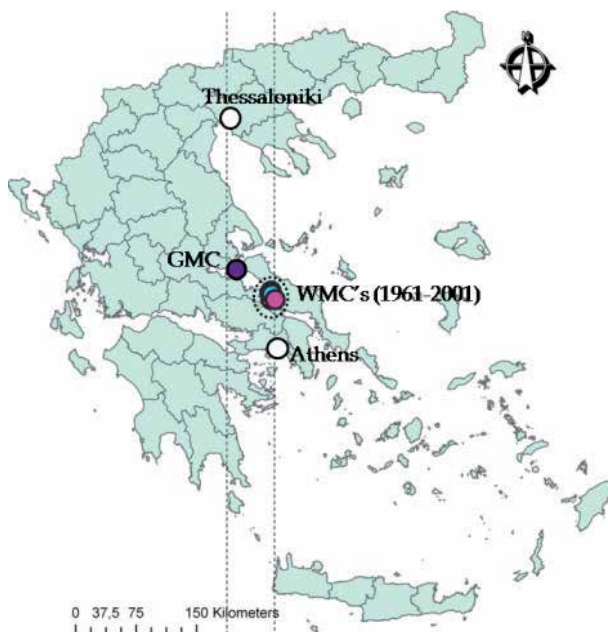 Thessaloniki
GMC
WMC's (1961-2001)
Athens
0 37,5 75 150 Kilometers